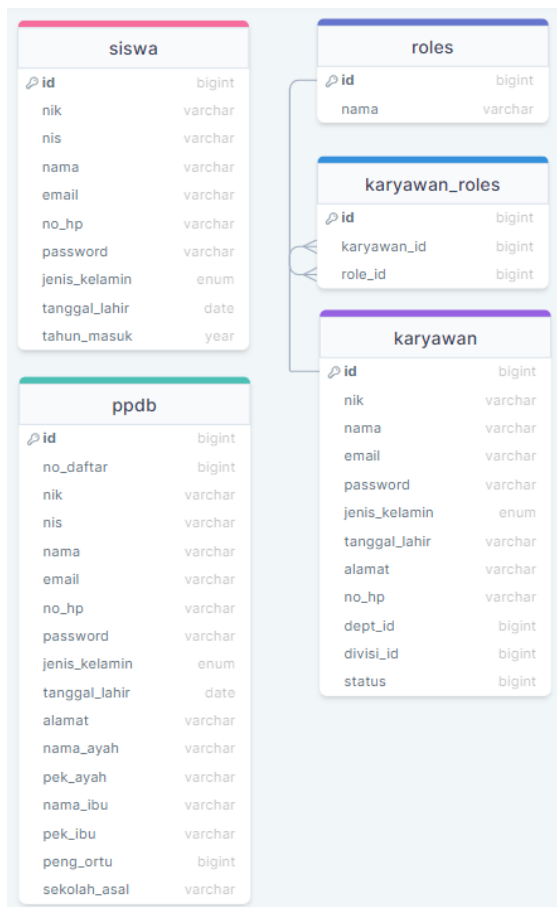 siswa
id bigint
nik varchar
nis varchar
nama varchar
email varchar
no_hp varchar
password varchar
jenis_kelamin enum
tanggal_lahir date
tahun_masuk year
ppdb
id bigint
no_daftar bigint
nik varchar
nis varchar
nama varchar
email varchar
no_hp varchar
password varchar
jenis_kelamin enum
tanggal_lahir date
alamat varchar
nama_ayah varchar
pek_ayah varchar
nama_ibu varchar
pek_ibu varchar
peng_ortu bigint
sekolah_asal varchar
roles
id bigint
nama varchar
karyawan_roles
id bigint
karyawan_id bigint
role_id bigint
karyawan
id bigint
nik varchar
nama varchar
email varchar
password varchar
jenis_kelamin enum
tanggal_lahir varchar
alamat varchar
no_hp varchar
dept_id bigint
divisi_id bigint
status bigint